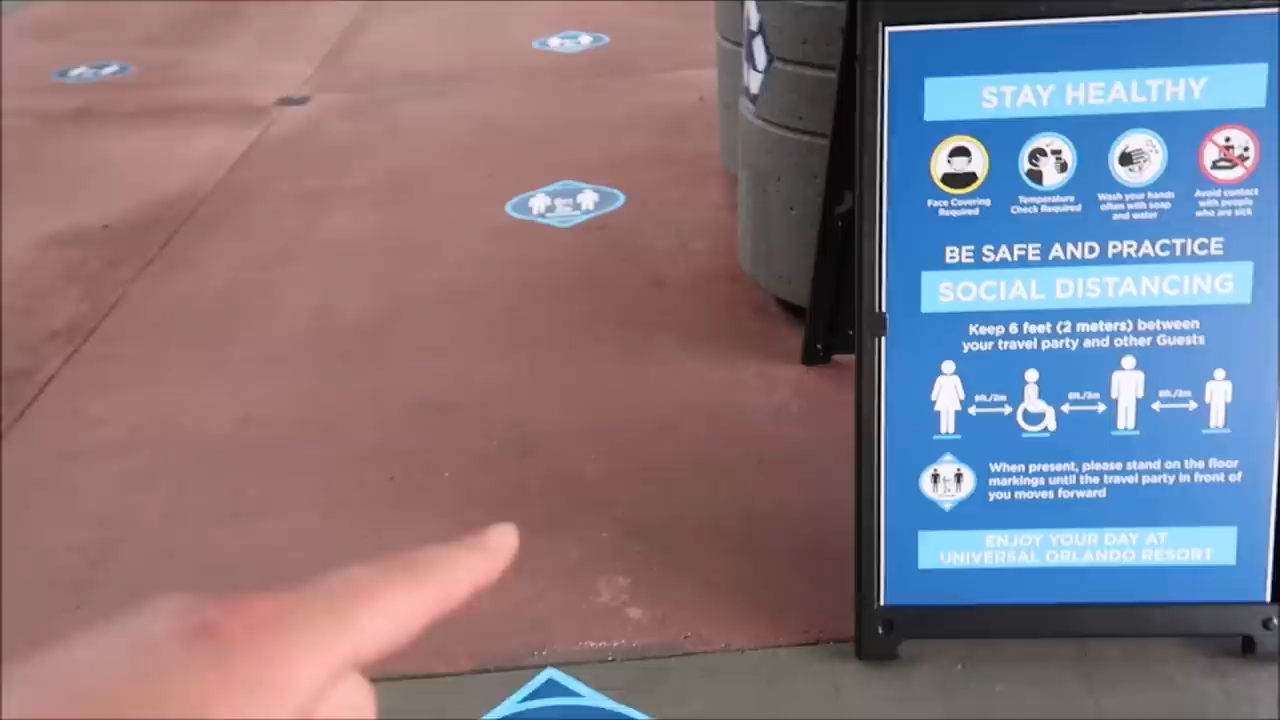 STAY HEALTHY
Face Covering
Required
Temperature
Check Required
Wash your hands
often with soap
and water
Avoid contact
with people
who are sick
BE SAFE AND PRACTICE
SOCIAL DISTANCING
Keep 6 feet (2 meters) between
your travel party and other Guests
6ft./2m
6ft./2m
6ft./2m
When present, please stand on the floor
markings until the travel party in front of
you moves forward
ENJOY YOUR DAY AT
UNIVERSAL ORLANDO RESORT